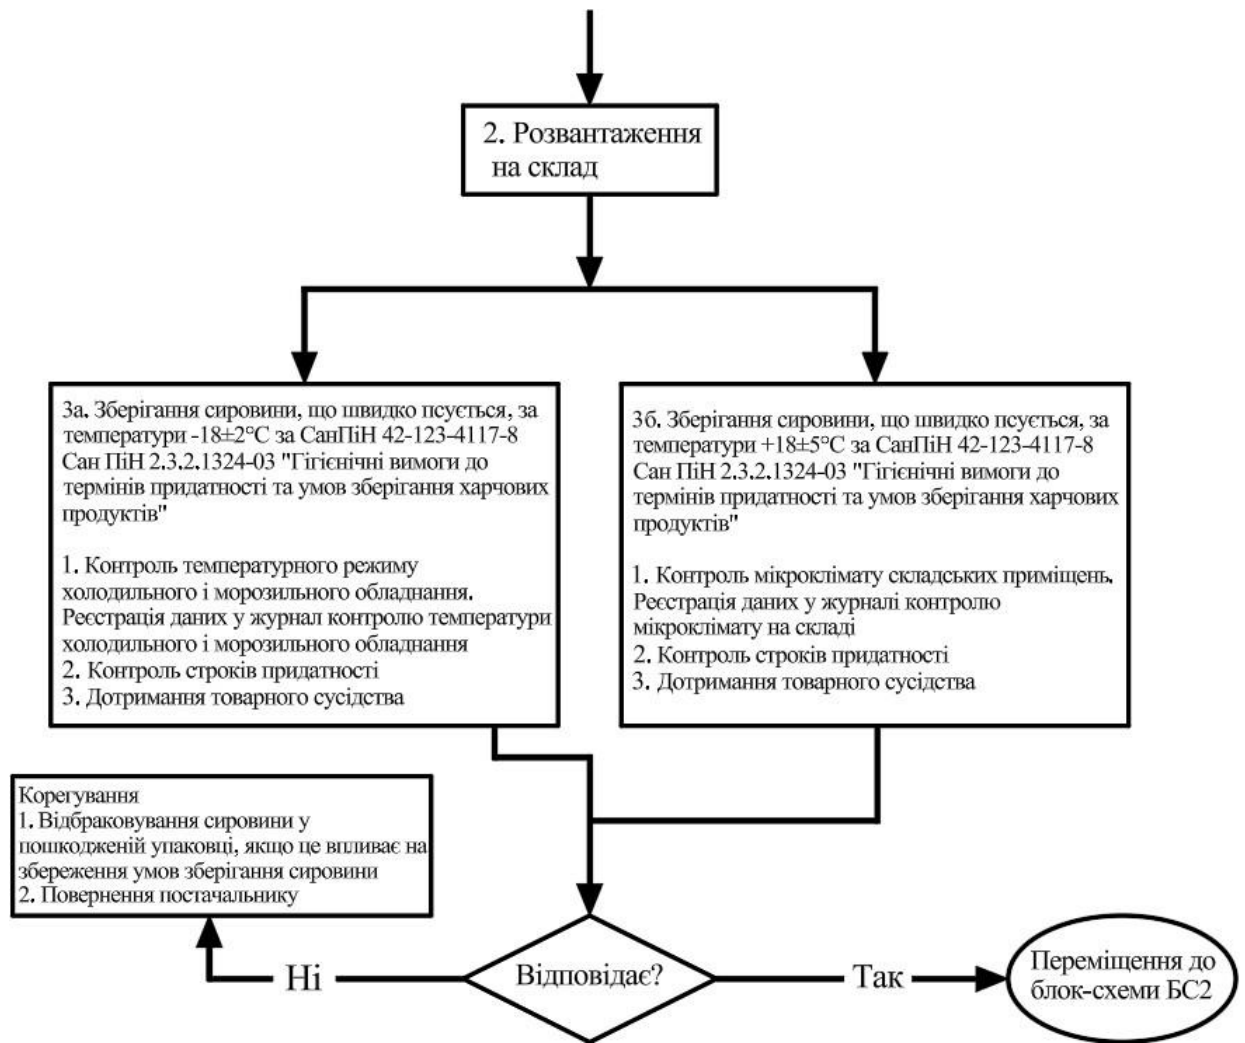 2. Розвантаження
на склад
3а. Зберігання сировини, що швидко псується, за
температури -18±2°С за СанПіН 42-123-4117-8
Сан ПіН 2.3.2.1324-03 "Гігієнічні вимоги до
термінів придатності та умов зберігання харчових
продуктів"
1. Контроль температурного режиму
холодильного і морозильного обладнання.
Реєстрація даних у журнал контролю температури
холодильного і морозильного обладнання
2. Контроль строків придатності
3. Дотримання товарного сусідства
3б. Зберігання сировини, що швидко псується, за
температури +18±5°С за СанПіН 42-123-4117-8
Сан ПіН 2.3.2.1324-03 "Гігієнічні вимоги до
термінів придатності та умов зберігання харчових
продуктів"
1. Контроль мікроклімату складських приміщень.
Реєстрація даних у журналі контролю
мікроклімату на складі
2. Контроль строків придатності
3. Дотримання товарного сусідства
Корегування
1. Відбраковування сировини у
пошкодженій упаковці, якщо це впливає на
збереження умов зберігання сировини
2. Повернення постачальнику
Ні
Відповідає?
Так
Переміщення до
блок-схеми БС2